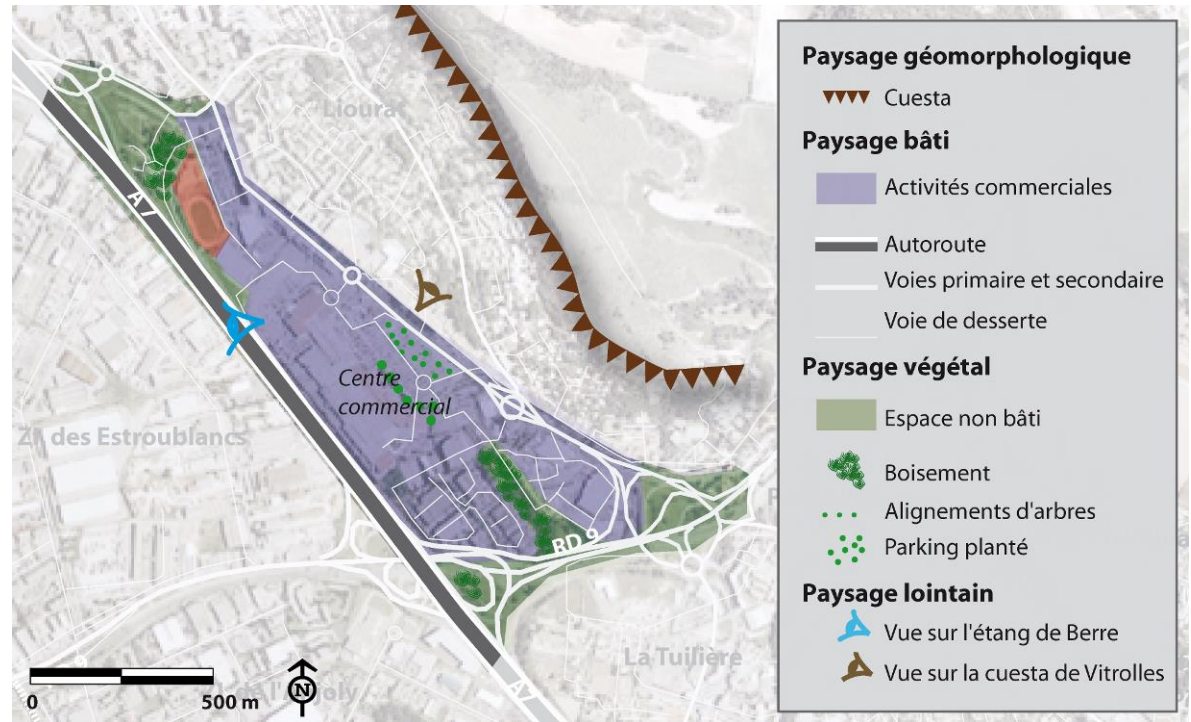 Liourat
A 7
Centre
commercial
ZI des Estroublancs
RD 9
La Tuilière
A7
0
500 m
N
Paysage géomorphologique
Cuesta
Paysage bâti
Activités commerciales
Autoroute
Voies primaire et secondaire
Voie de desserte
Paysage végétal
Espace non bâti
Boisement
Alignements d'arbres
Parking planté
Paysage lointain
Vue sur l'étang de Berre
Vue sur la cuesta de Vitrolles